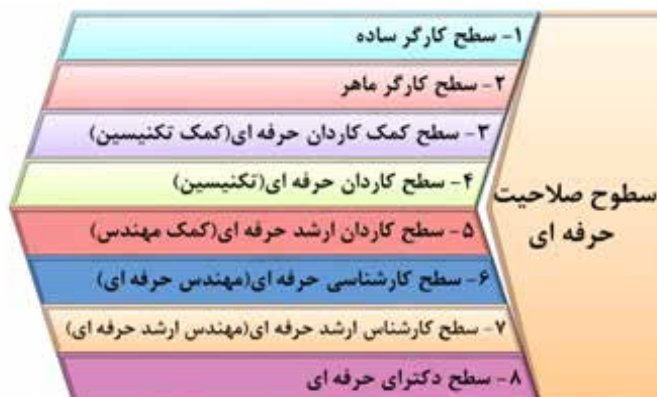 سطوح صلاحیت
حرفه ای
۱- سطح کارگر ساده
۲- سطح کارگر ماهر
۳- سطح کمک کاردان حرفه ای(کمک تکنیسین)
۴- سطح کاردان حرفه ای(تکنیسین)
۵- سطح کاردان ارشد حرفه ای(کمک مهندس)
۶- سطح کارشناسی حرفه ای(مهندس حرفه ای)
۷- سطح کارشناس ارشد حرفه ای(مهندس ارشد حرفه ای)
۸- سطح دکترای حرفه ای